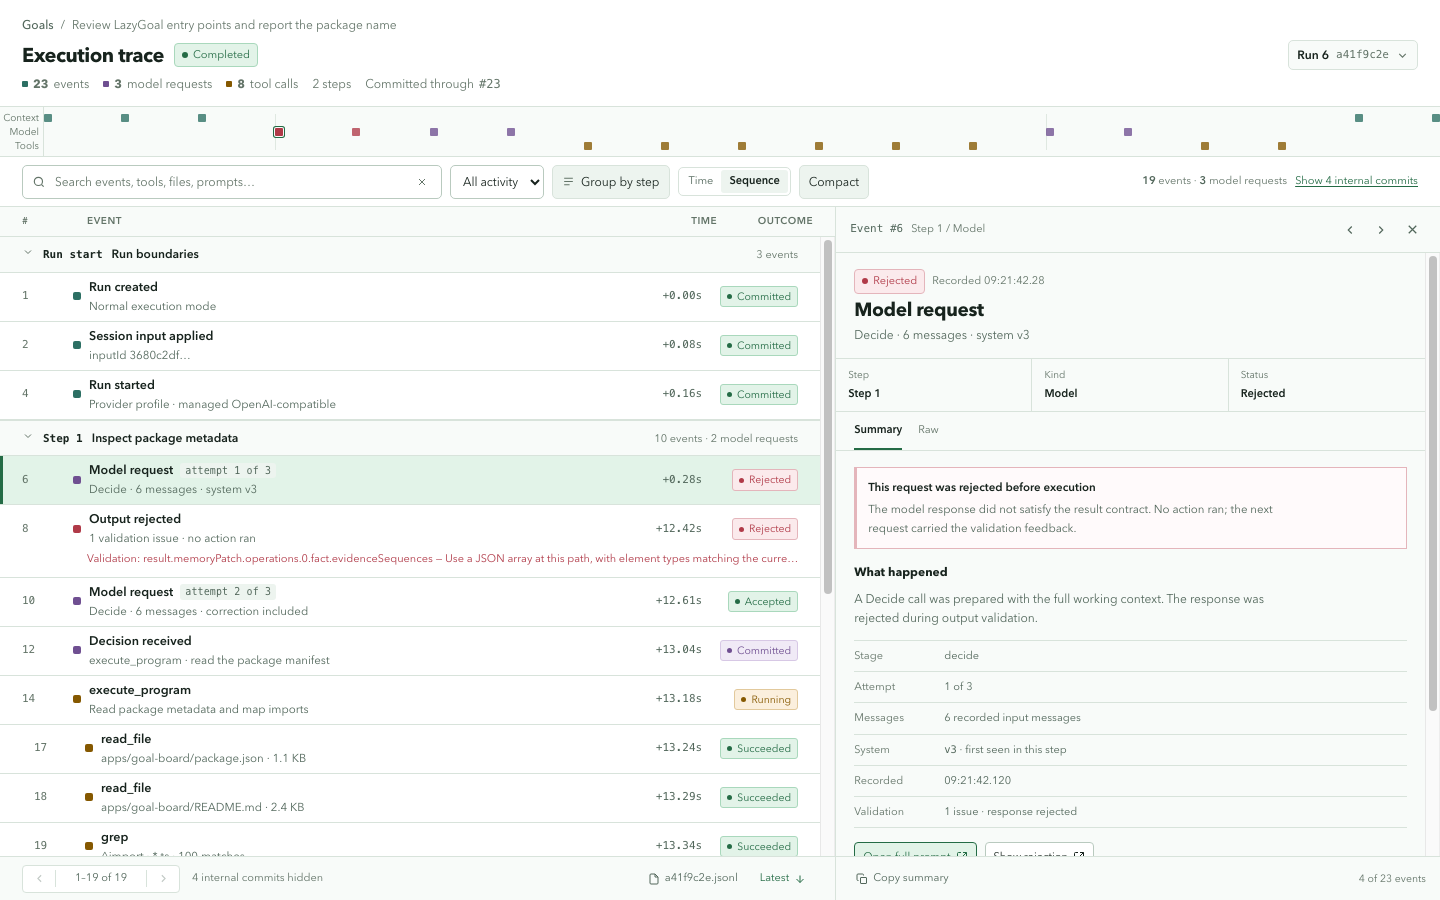 Goals / Review LazyGoal entry points and report the package name
Execution trace Completed
Run 6 a41f9c2e
23 events 3 model requests 8 tool calls 2 steps Committed through #23
Context
Model
Tools
Search events, tools, files, prompts...
All activity
Group by step
Time Sequence
Compact
19 events · 3 model requests Show 4 internal commits
# EVENT TIME OUTCOME
Run start Run boundaries 3 events
1 Run created +0.00s Committed
Normal execution mode
2 Session input applied +0.08s Committed
inputId 3680c2df...
4 Run started +0.16s Committed
Provider profile · managed OpenAI-compatible
Step 1 Inspect package metadata 10 events · 2 model requests
6 Model request attempt 1 of 3 +0.28s Rejected
Decide · 6 messages · system v3
8 Output rejected +12.42s Rejected
1 validation issue · no action ran
Validation: result.memoryPatch.operations.0.fact.evidenceSequences – Use a JSON array at this path, with element types matching the curre...
10 Model request attempt 2 of 3 +12.61s Accepted
Decide · 6 messages · correction included
12 Decision received +13.04s Committed
execute_program · read the package manifest
14 execute_program +13.18s Running
Read package metadata and map imports
17 read_file +13.24s Succeeded
apps/goal-board/package.json · 1.1 KB
18 read_file +13.29s Succeeded
apps/goal-board/README.md · 2.4 KB
19 grep +13.34s Succeeded
1–19 of 19
4 internal commits hidden
a41f9c2e.jsonl
Latest
Event #6 Step 1 / Model
Rejected Recorded 09:21:42.28
Model request
Decide · 6 messages · system v3
Step Kind Status
Step 1 Model Rejected
Summary Raw
This request was rejected before execution
The model response did not satisfy the result contract. No action ran; the next
request carried the validation feedback.
What happened
A Decide call was prepared with the full working context. The response was
rejected during output validation.
Stage decide
Attempt 1 of 3
Messages 6 recorded input messages
System v3 · first seen in this step
Recorded 09:21:42.120
Validation 1 issue · response rejected
Open full prompt Show rejection
Copy summary
4 of 23 events